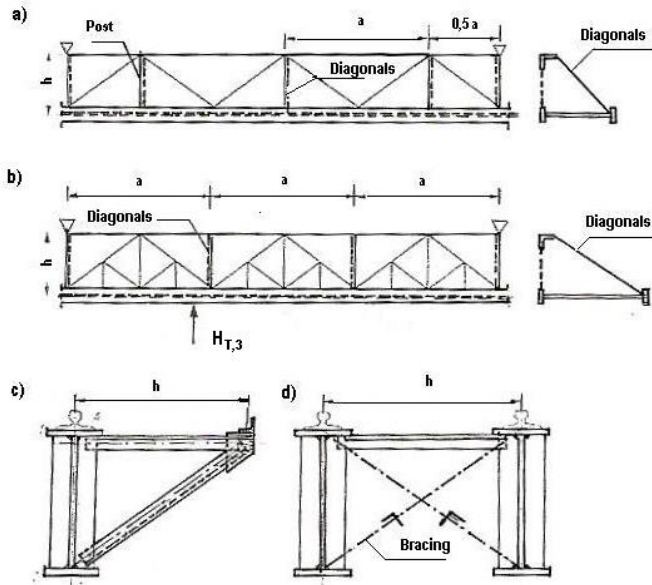 a)
Post
a
0,5 a
h
Diagonals
Diagonals
b)
a
a
a
Diagonals
h
Diagonals
H_T,3
c)
h
d)
h
Bracing